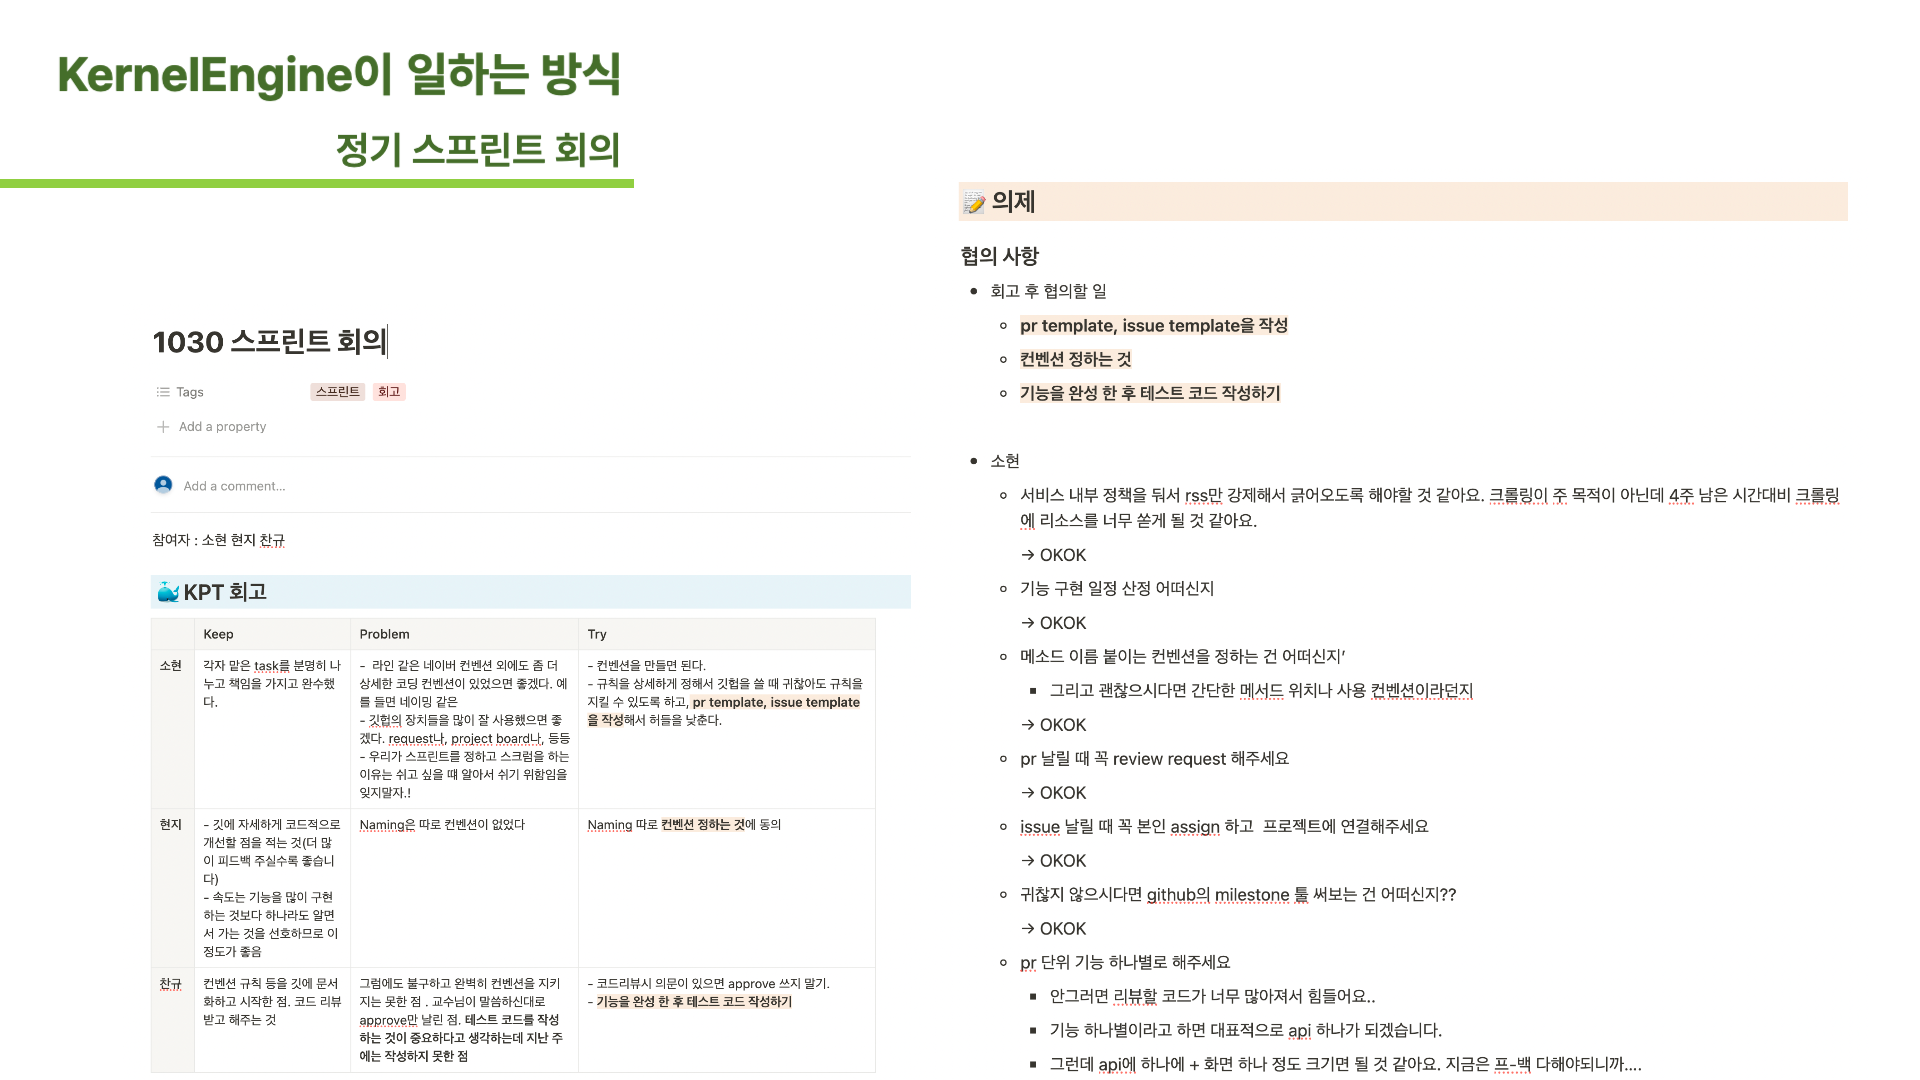 KernelEngine이 일하는 방식
정기 스프린트 회의
1030 스프린트 회의
Tags 스프린트 회고
Add a property
Add a comment...
참여자 : 소현 현지 찬규
KPT 회고
Keep Problem Try
소현
각자 맡은 task를 분명히 나
누고 책임을 가지고 완수했
다.
- 라인 같은 네이버 컨벤션 외에도 좀 더
상세한 코딩 컨벤션이 있었으면 좋겠다. 예
를 들면 네이밍 같은
- 깃헙의 장치들을 많이 잘 사용했으면 좋
겠다. request나, project board나, 등등
- 우리가 스프린트를 정하고 스크럼을 하는
이유는 쉬고 싶을 떄 알아서 쉬기 위함임을
잊지말자.!
- 컨벤션을 만들면 된다.
- 규칙을 상세하게 정해서 깃헙을 쓸 때 귀찮아도 규칙을
지킬 수 있도록 하고, pr template, issue template
을 작성해서 허들을 낮춘다.
현지
- 깃에 자세하게 코드적으로
개선할 점을 적는 것(더 많
이 피드백 주실수록 좋습니
다)
- 속도는 기능을 많이 구현
하는 것보다 하나라도 알면
서 가는 것을 선호하므로 이
정도가 좋음
Naming은 따로 컨벤션이 없었다
Naming 따로 컨벤션 정하는 것에 동의
찬규
컨벤션 규칙 등을 깃에 문서
화하고 시작한 점. 코드 리뷰
받고 해주는 것
그럼에도 불구하고 완벽히 컨벤션을 지키
지는 못한 점 . 교수님이 말씀하신대로
approve만 날린 점. 테스트 코드를 작성
하는 것이 중요하다고 생각하는데 지난 주
에는 작성하지 못한 점
- 코드리뷰시 의문이 있으면 approve 쓰지 말기.
- 기능을 완성 한 후 테스트 코드 작성하기
의제
협의 사항
회고 후 협의할 일
pr template, issue template을 작성
컨벤션 정하는 것
기능을 완성 한 후 테스트 코드 작성하기
소현
서비스 내부 정책을 둬서 rss만 강제해서 긁어오도록 해야할 것 같아요. 크롤링이 주 목적이 아닌데 4주 남은 시간대비 크롤링
에 리소스를 너무 쏟게 될 것 같아요.
→ OKOK
기능 구현 일정 산정 어떠신지
→ OKOK
메소드 이름 붙이는 컨벤션을 정하는 건 어떠신지'
그리고 괜찮으시다면 간단한 메서드 위치나 사용 컨벤션이라던지
→ OKOK
pr 날릴 때 꼭 review request 해주세요
→ OKOK
issue 날릴 때 꼭 본인 assign 하고  프로젝트에 연결해주세요
→ OKOK
귀찮지 않으시다면 github의 milestone 툴 써보는 건 어떠신지??
→ OKOK
pr 단위 기능 하나별로 해주세요
안그러면 리뷰할 코드가 너무 많아져서 힘들어요..
기능 하나별이라고 하면 대표적으로 api 하나가 되겠습니다.
그런데 api에 하나에 + 화면 하나 정도 크기면 될 것 같아요. 지금은 프-백 다해야되니까....